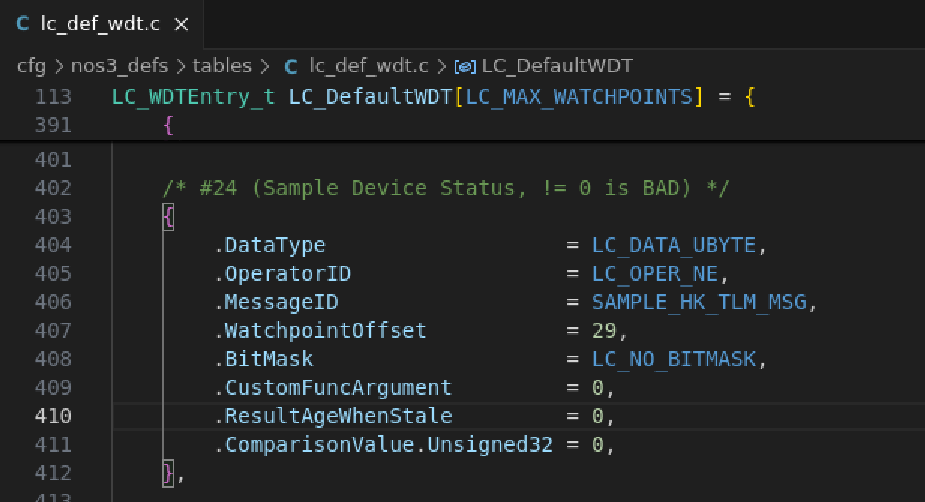 C lc_def_wdt.c ×
cfg > nos3_defs > tables > C lc_def_wdt.c > LC_DefaultWDT
113 LC_WDTEntry_t LC_DefaultWDT[LC_MAX_WATCHPOINTS] = {
391 {
401
402 /* #24 (Sample Device Status, != 0 is BAD) */
403 {
404 .DataType = LC_DATA_UBYTE,
405 .OperatorID = LC_OPER_NE,
406 .MessageID = SAMPLE_HK_TLM_MSG,
407 .WatchpointOffset = 29,
408 .BitMask = LC_NO_BITMASK,
409 .CustomFuncArgument = 0,
410 .ResultAgeWhenStale = 0,
411 .ComparisonValue.Unsigned32 = 0,
412 },
413